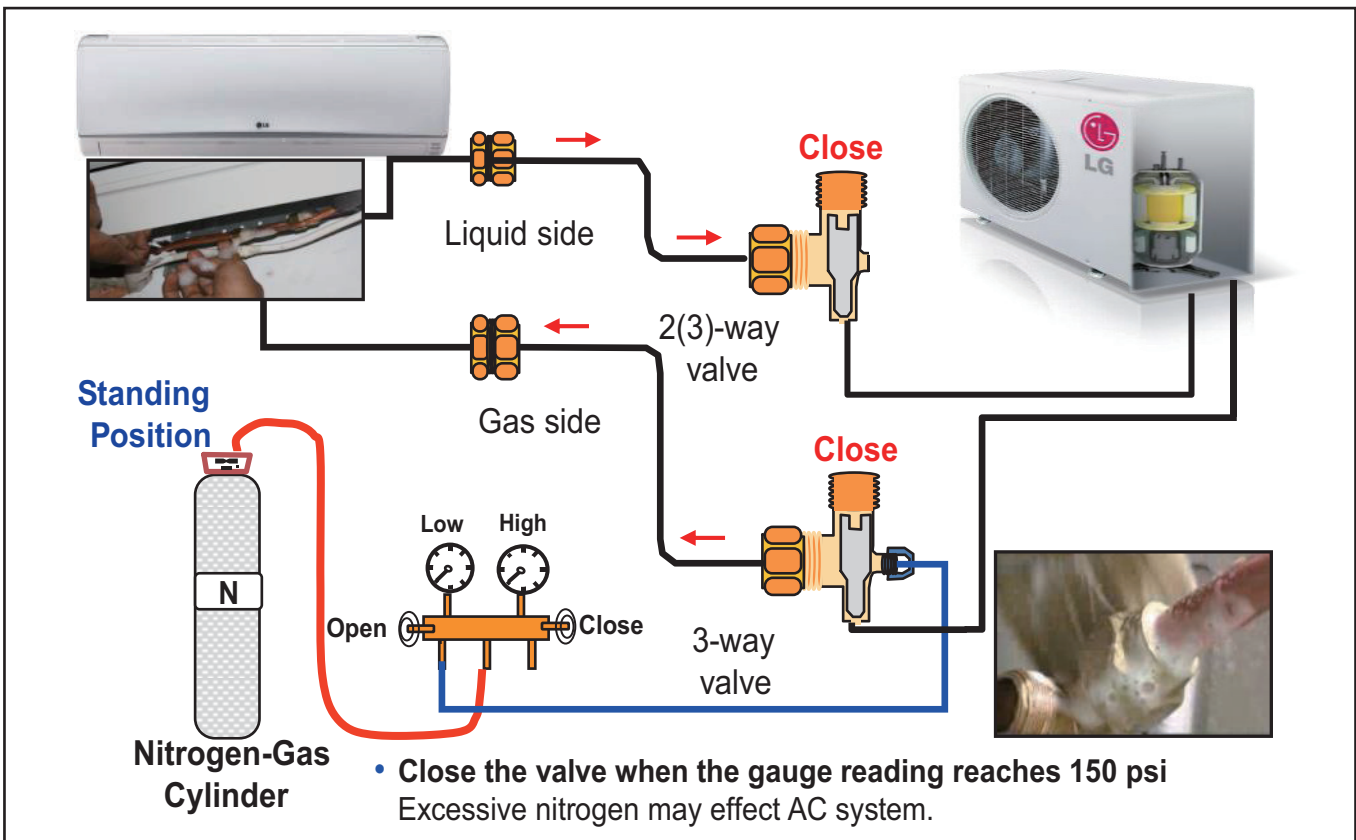 LG
LG
Close
Liquid side
2(3)-way
valve
Standing
Position
Gas side
Close
Low
High
N
Open
Close
3-way
valve
Nitrogen-Gas
Cylinder
• Close the valve when the gauge reading reaches 150 psi
Excessive nitrogen may effect AC system.